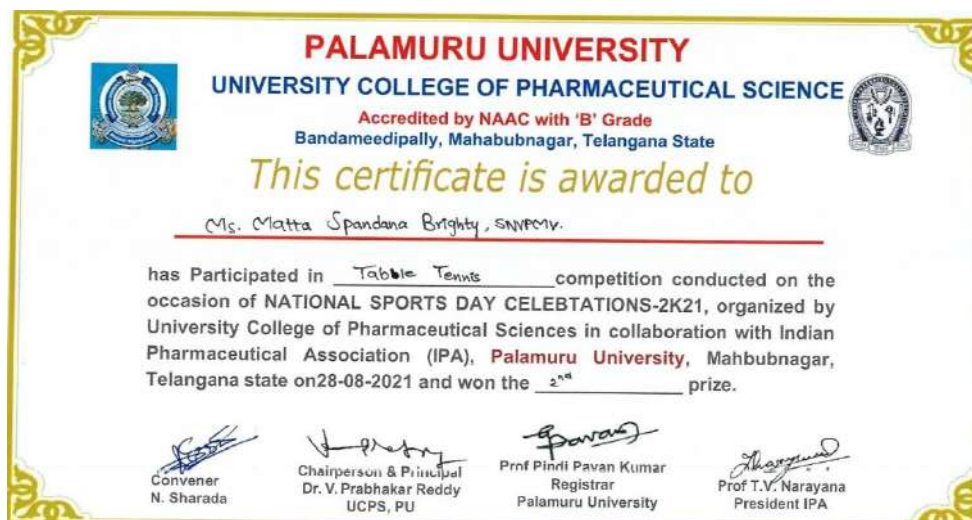 PALAMURU UNIVERSITY
UNIVERSITY COLLEGE OF PHARMACEUTICAL SCIENCE
Accredited by NAAC with 'B' Grade
Bandameedipally, Mahabubnagar, Telangana State
This certificate is awarded to
Ms. Matta Spandana Brighty, SNVPMV.
has Participated in Tabble Tennis competition conducted on the
occasion of NATIONAL SPORTS DAY CELEBTATIONS-2K21, organized by
University College of Pharmaceutical Sciences in collaboration with Indian
Pharmaceutical Association (IPA), Palamuru University, Mahbubnagar,
Telangana state on28-08-2021 and won the 2nd prize.
Convener
N. Sharada
Chairperson & Principal
Dr. V. Prabhakar Reddy
UCPS, PU
Prof Pindi Pavan Kumar
Registrar
Palamuru University
Prof T.V. Narayana
President IPA